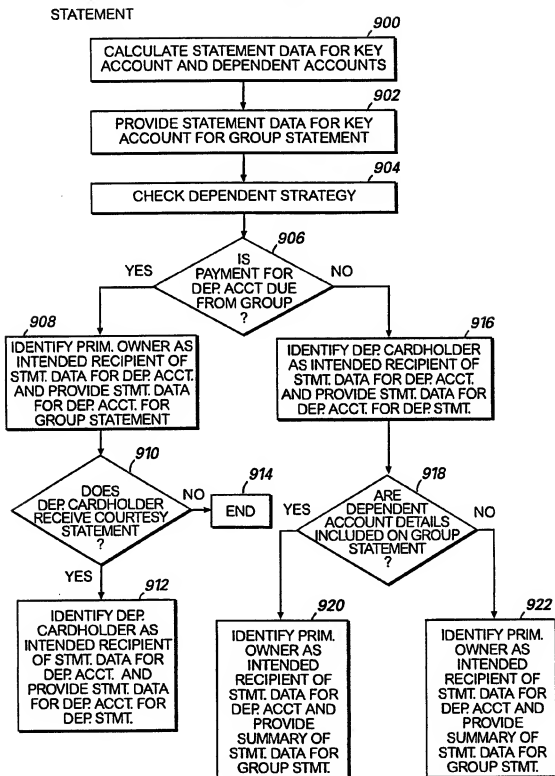 STATEMENT
900
CALCULATE STATEMENT DATA FOR KEY
ACCOUNT AND DEPENDENT ACCOUNTS
902
PROVIDE STATEMENT DATA FOR KEY
ACCOUNT FOR GROUP STATEMENT
904
CHECK DEPENDENT STRATEGY
906
IS
PAYMENT FOR
DEP. ACCT DUE
FROM GROUP
?
YES
NO
908
IDENTIFY PRIM. OWNER AS
INTENDED RECIPIENT OF
STMT. DATA FOR DEP. ACCT.
AND PROVIDE STMT. DATA
FOR DEP. ACCT. FOR
GROUP STATEMENT
916
IDENTIFY DEP. CARDHOLDER
AS INTENDED RECIPIENT OF
STMT. DATA FOR DEP. ACCT.
AND PROVIDE STMT. DATA FOR
DEP. ACCT. FOR DEP. STMT.
910
DOES
DEP. CARDHOLDER
RECEIVE COURTESY
STATEMENT
?
NO
914
END
YES
912
IDENTIFY DEP.
CARDHOLDER AS
INTENDED RECIPIENT
OF STMT. DATA FOR
DEP. ACCT. AND
PROVIDE STMT. DATA
FOR DEP. ACCT. FOR
DEP. STMT.
918
ARE
DEPENDENT
ACCOUNT DETAILS
INCLUDED ON GROUP
STATEMENT
?
YES
NO
920
IDENTIFY PRIM.
OWNER AS
INTENDED
RECIPIENT OF
STMT. DATA FOR
DEP. ACCT AND
PROVIDE
SUMMARY OF
STMT. DATA FOR
GROUP STMT.
922
IDENTIFY PRIM.
OWNER AS
INTENDED
RECIPIENT OF
STMT. DATA FOR
DEP. ACCT AND
PROVIDE
SUMMARY OF
STMT. DATA FOR
GROUP STMT.